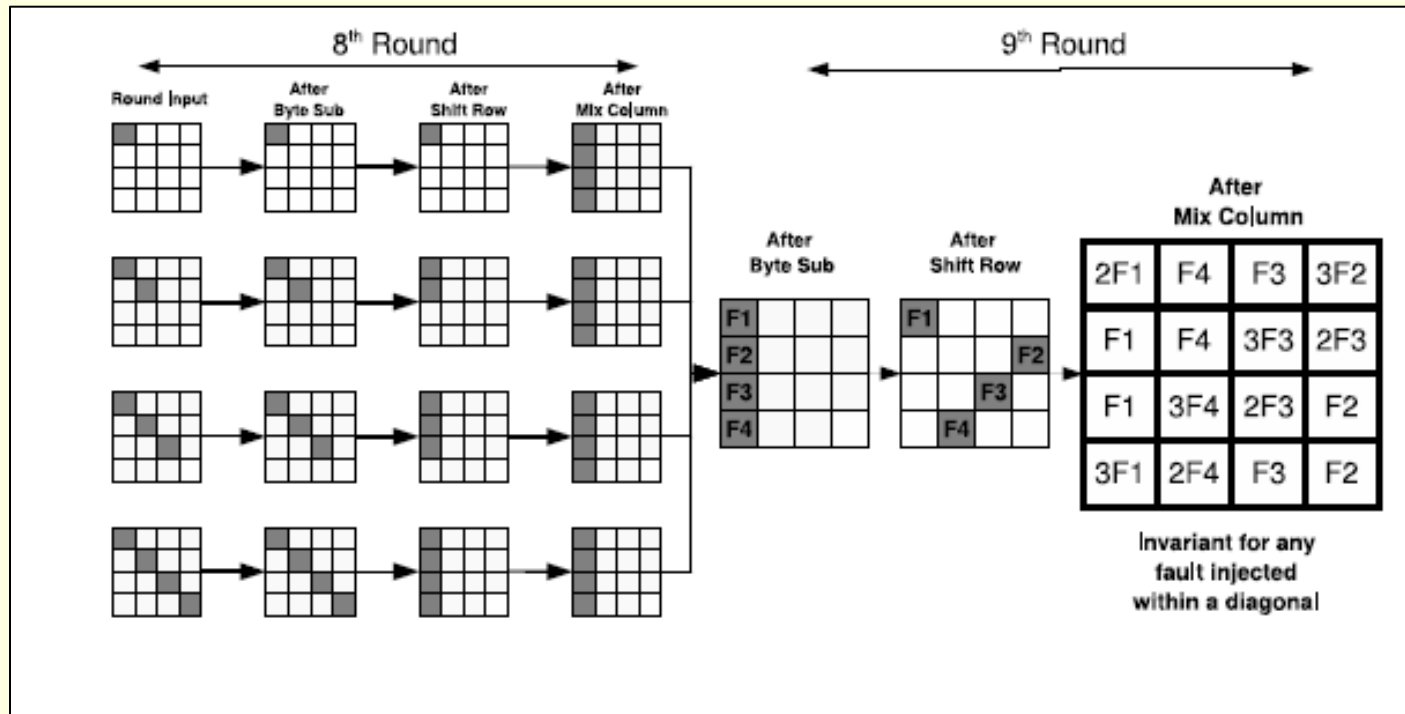 8th Round
9th Round
Round Input
After
Byte Sub
After
Shift Row
After
Mix Column
After
Byte Sub
F1
F2
F3
F4
After
Shift Row
F1
F2
F3
F4
After
Mix Column
2F1 F4 F3 3F2
F1 F4 3F3 2F3
F1 3F4 2F3 F2
3F1 2F4 F3 F2
Invariant for any
fault injected
within a diagonal